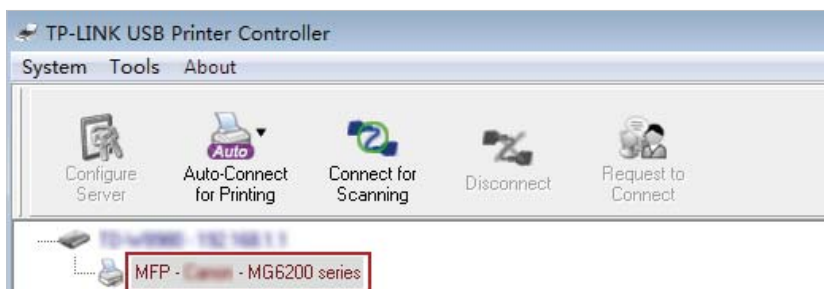 TP-LINK USB Printer Controller
System Tools About
Auto
Configure Server
Auto-Connect for Printing
Connect for Scanning
Disconnect
Request to Connect
MFP - - MG6200 series